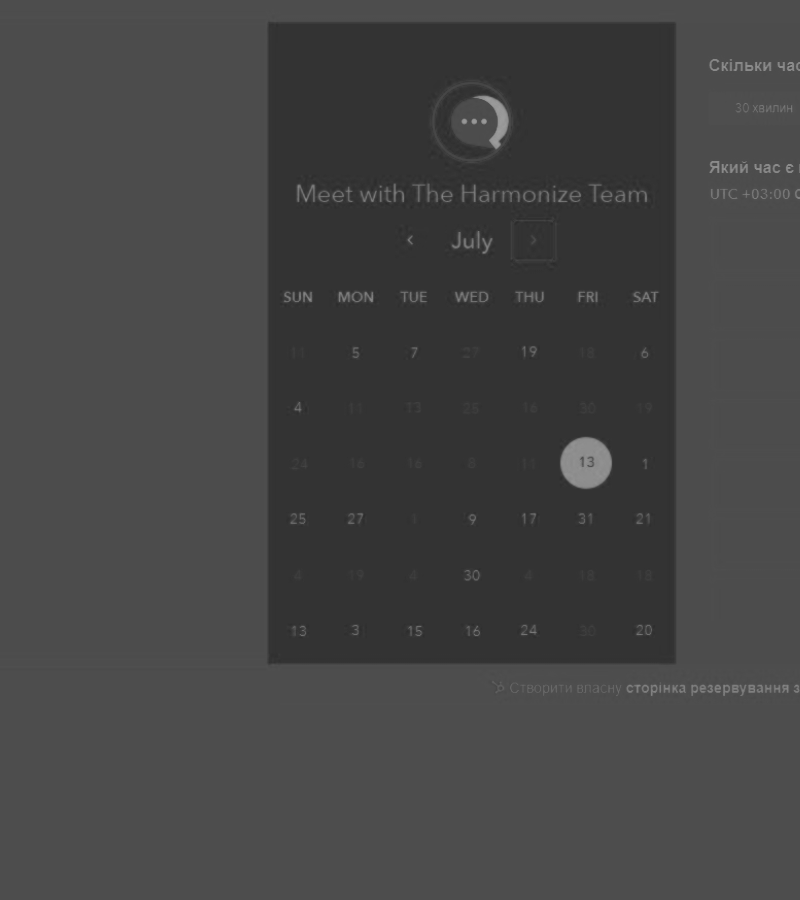 Скільки час
30 хвилин
Який час є
UTC +03:00
Meet with The Harmonize Team
July
SUN MON TUE WED THU FRI SAT
11 5 7 27 19 18 6
4 11 13 25 16 30 19
24 16 16 6 11 13 1
25 27 1 9 17 31 21
4 19 4 30 4 18 18
13 3 15 16 24 30 20
Створити власну сторінка резервування